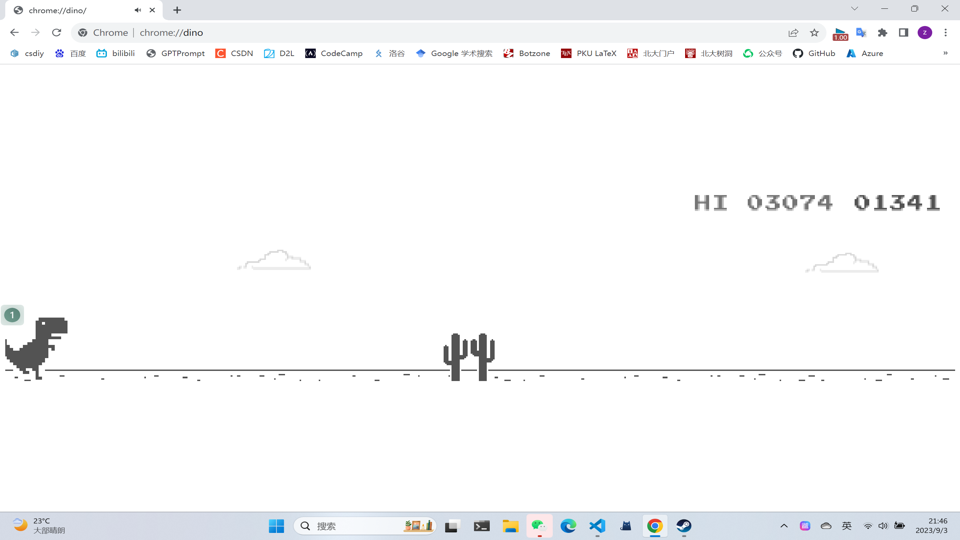 chrome://dino/
Chrome | chrome://dino
1.00
z
csdiy 百度 bilibili GPTPrompt CSDN D2L CodeCamp 洛谷 Google 学术搜索 Botzone PKU LaTeX 北大门户 北大树洞 公众号 GitHub Azure »
HI 03074 01341
1
23°C
大部晴朗
搜索
英
21:46
2023/9/3